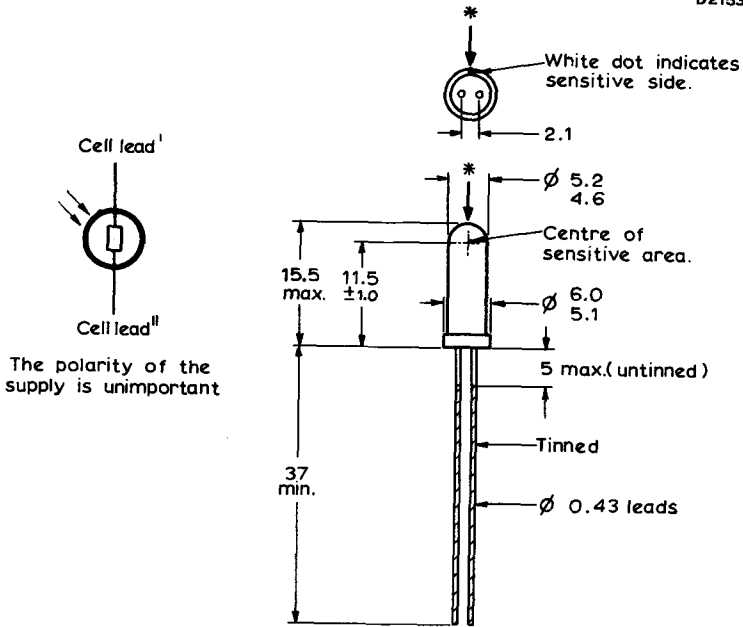 *
White dot indicates
sensitive side.
2.1
Cell lead I
*
Ø 5.2
4.6
Centre of
sensitive area.
15.5
max.
11.5
±1.0
Ø 6.0
5.1
Cell lead II
The polarity of the
supply is unimportant
5 max.(untinned)
Tinned
37
min.
Ø 0.43 leads